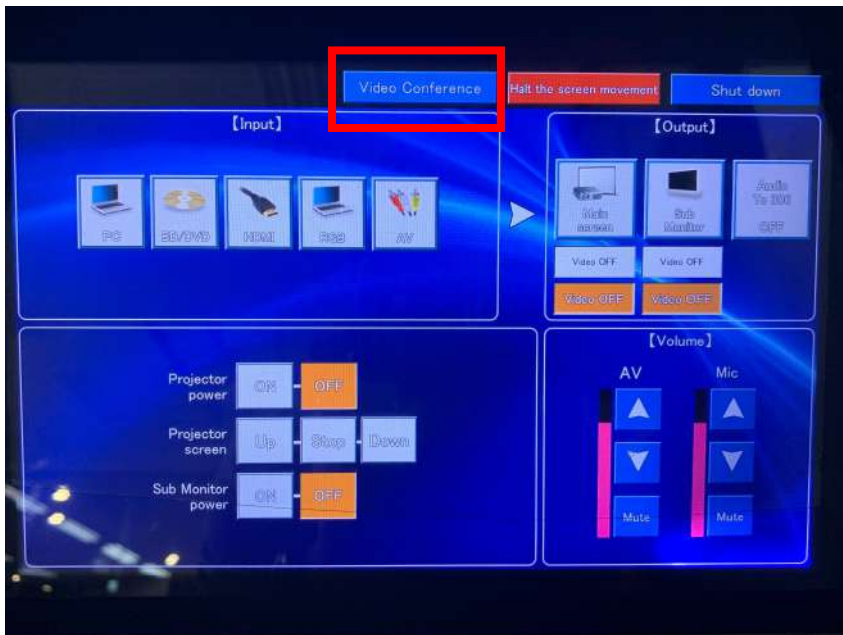 Video Conference
Halt the screen movement
Shut down
【Input】
PC
BD/DVD
HDMI
RGB
AV
【Output】
Main
screen
Sub
Monitor
Audio
To 300
OFF
Video OFF
Video OFF
Video OFF
Video OFF
Projector
power
ON
OFF
Projector
screen
Up
Stop
Down
Sub Monitor
power
ON
OFF
【Volume】
AV
Mic
Mute
Mute